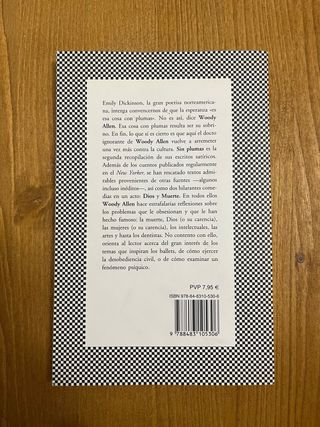 Emily Dickinson, la gran poetisa norteamerica-
na, intenta convencernos de que la esperanza «es
esa cosa con plumas». No es así, dice Woody
Allen. Esa cosa con plumas resulta ser su sobri-
no. En fin, lo que sí es cierto es que aquí el docto
ignorante de Woody Allen vuelve a arremeter
una vez más contra la cultura. Sin plumas es la
segunda recopilación de sus escritos satíricos.
Además de los cuentos publicados regularmente
en el New Yorker, se han rescatado textos admi-
rables provenientes de otras fuentes —algunos
incluso inéditos—, así como dos hilarantes come-
dias en un acto: Dios y Muerte. En todos ellos
Woody Allen hace estrafalarias reflexiones sobre
los problemas que le obsesionan y que le han
hecho famoso: la muerte, Dios (o su carencia),
las mujeres (o su carencia), los intelectuales, las
artes y hasta los dentistas. No contento con ello,
orienta al lector acerca del gran interés de los
temas que inspiran los ballets, de cómo ejercer
la desobediencia civil, o de cómo examinar un
fenómeno psíquico.
PVP 7,95 €
ISBN 978-84-8310-530-6
9 788483 105306